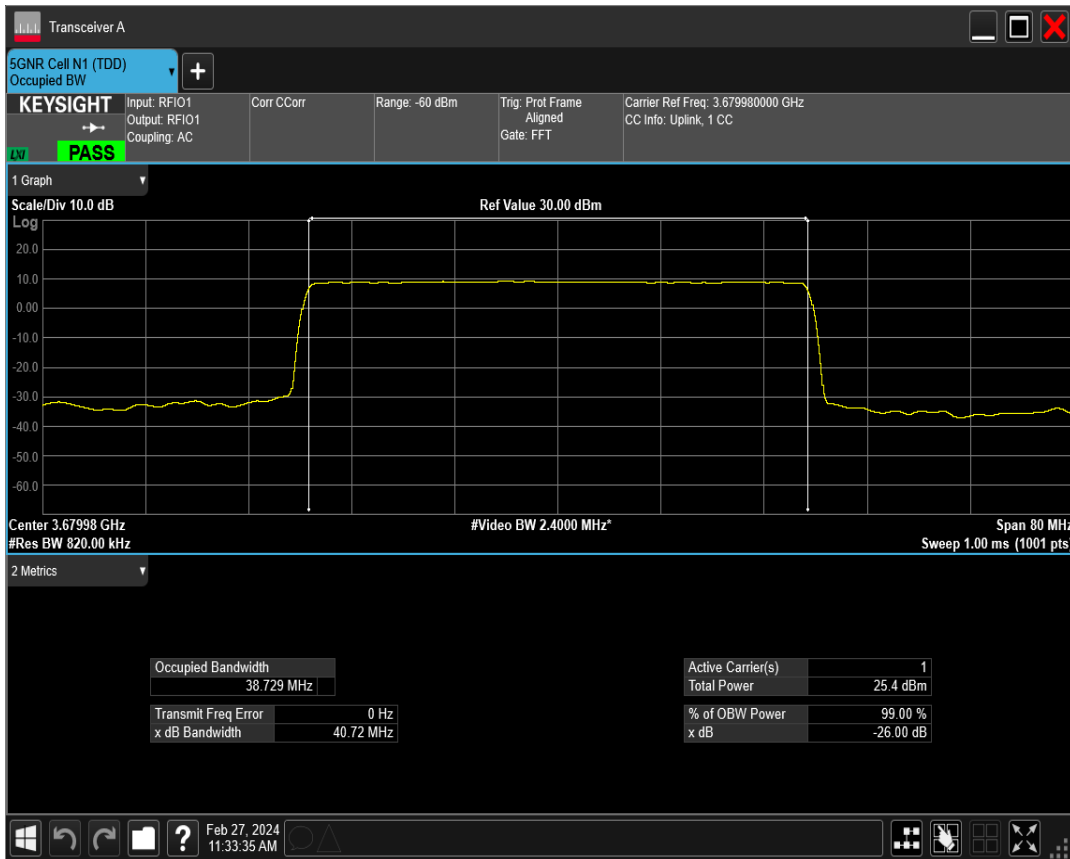 Transceiver A
5GNR Cell N1 (TDD)
Occupied BW
+
KEYSIGHT
LXI
PASS
Input: RFIO1
Output: RFIO1
Coupling: AC
Corr CCorr
Range: -60 dBm
Trig: Prot Frame
Aligned
Gate: FFT
Carrier Ref Freq: 3.679980000 GHz
CC Info: Uplink, 1 CC
1 Graph
Scale/Div 10.0 dB
Ref Value 30.00 dBm
Log
20.0
10.0
0.00
-10.0
-20.0
-30.0
-40.0
-50.0
-60.0
Center 3.67998 GHz
#Video BW 2.4000 MHz*
Span 80 MHz
#Res BW 820.00 kHz
Sweep 1.00 ms (1001 pts)
2 Metrics
Occupied Bandwidth
38.729 MHz
Transmit Freq Error 0 Hz
x dB Bandwidth 40.72 MHz
Active Carrier(s) 1
Total Power 25.4 dBm
% of OBW Power 99.00 %
x dB -26.00 dB
?
Feb 27, 2024
11:33:35 AM